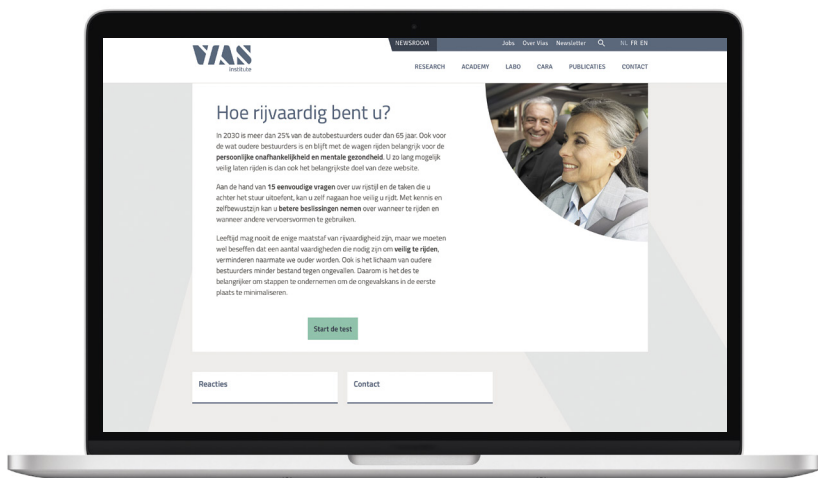 NEWSROOM
Jobs Over Vias Newsletter NL FR EN
VIAS
institute
RESEARCH ACADEMY LABO CARA PUBLICATIES CONTACT
Hoe rijvaardig bent u?
In 2030 is meer dan 25% van de autobestuurders ouder dan 65 jaar. Ook voor
de wat oudere bestuurders is en blijft met de wagen rijden belangrijk voor de
persoonlijke onafhankelijkheid en mentale gezondheid. U zo lang mogelijk
veilig laten rijden is dan ook het belangrijkste doel van deze website.
Aan de hand van 15 eenvoudige vragen over uw rijstijl en de taken die u
achter het stuur uitoefent, kan u zelf nagaan hoe veilig u rijdt. Met kennis en
zelfbewustzijn kan u betere beslissingen nemen over wanneer te rijden en
wanneer andere vervoersvormen te gebruiken.
Leeftijd mag nooit de enige maatstaf van rijvaardigheid zijn, maar we moeten
wel beseffen dat een aantal vaardigheden die nodig zijn om veilig te rijden,
verminderen naarmate we ouder worden. Ook is het lichaam van oudere
bestuurders minder bestand tegen ongevallen. Daarom is het des te
belangrijker om stappen te ondernemen om de ongevalskans in de eerste
plaats te minimaliseren.
Start de test
Reacties Contact